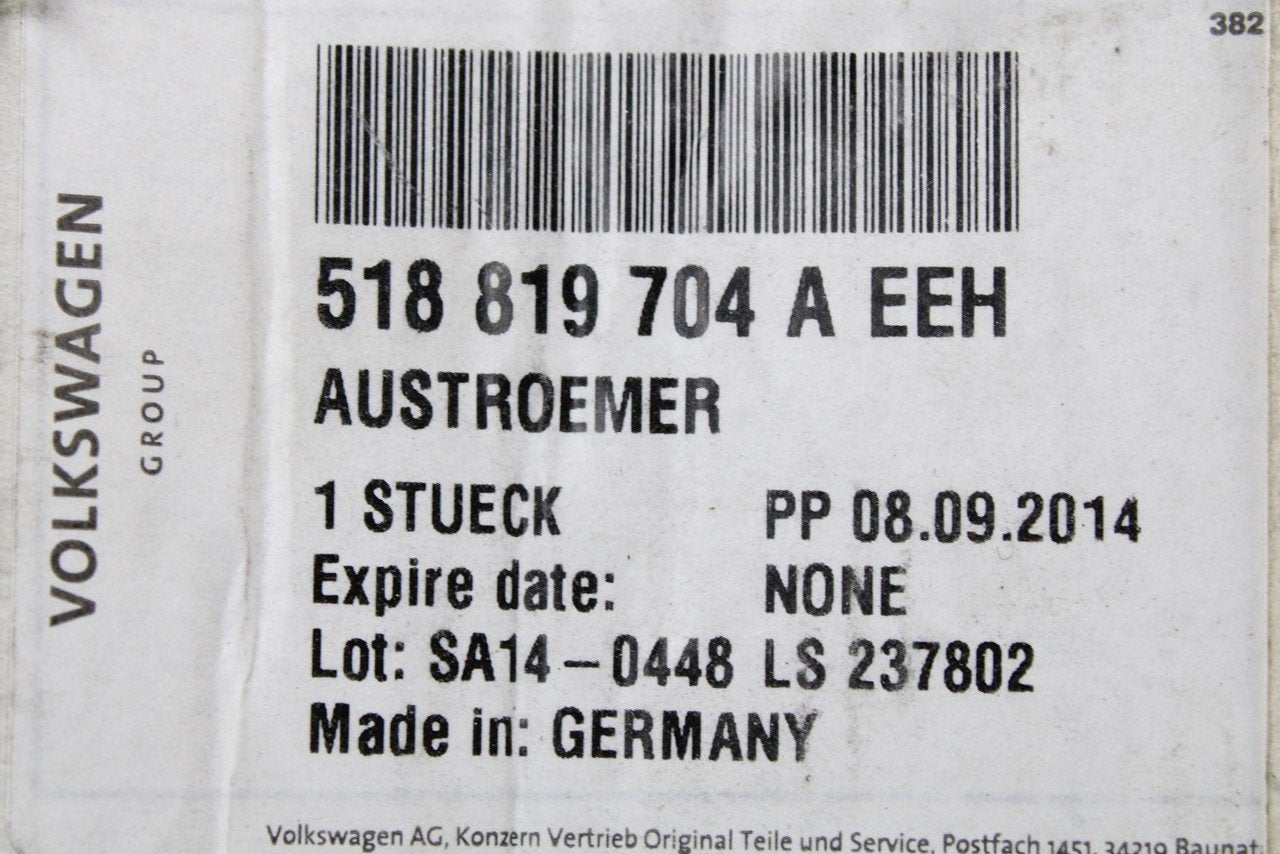 382
VOLKSWAGEN
GROUP
518 819 704 A EEH
AUSTROEMER
1 STUECK PP 08.09.2014
Expire date: NONE
Lot: SA14-0448 LS 237802
Made in: GERMANY
Volkswagen AG, Konzern Vertrieb Original Teile und Service, Postfach 1451, 34219 Baunat